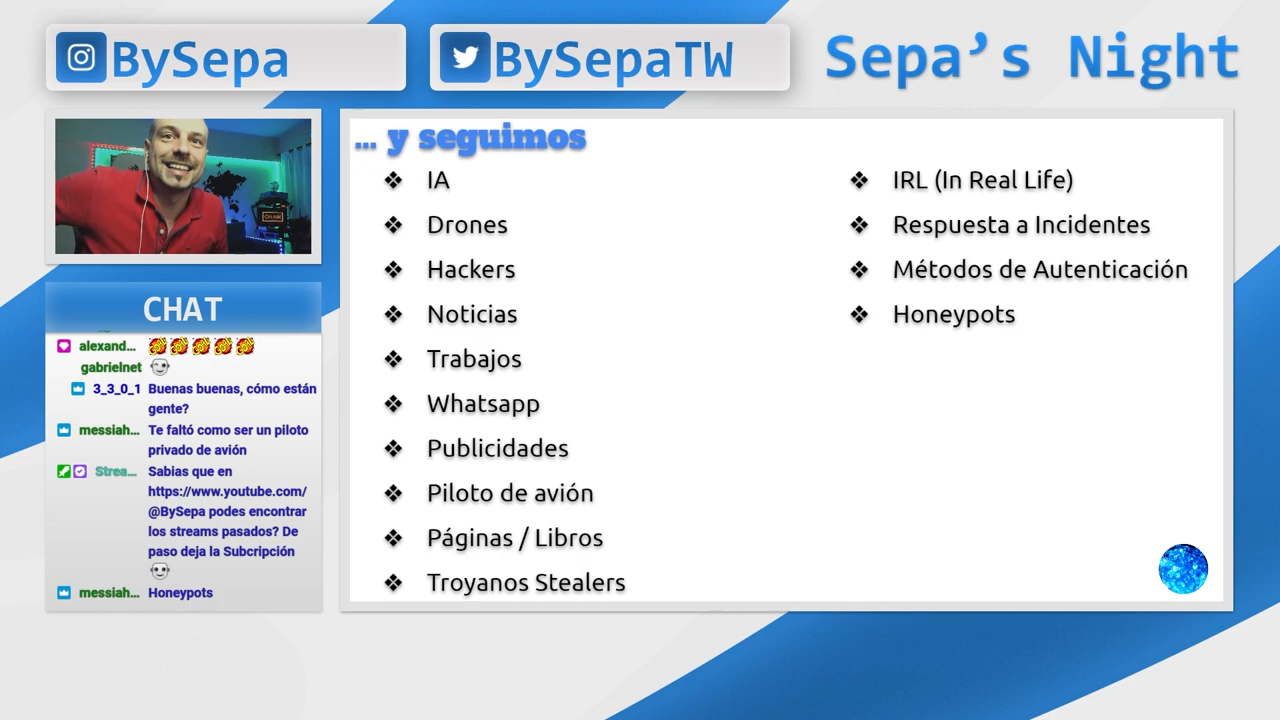 BySepa
BySepaTW
Sepa’s Night
ON AIR
CHAT
alexand...
gabrielnet
3_3_0_1 Buenas buenas, cómo están
gente?
messiah... Te faltó como ser un piloto
privado de avión
Strea... Sabias que en
https://www.youtube.com/
@BySepa podes encontrar
los streams pasados? De
paso deja la Subcripción
messiah... Honeypots
... y seguimos
❖ IA
❖ Drones
❖ Hackers
❖ Noticias
❖ Trabajos
❖ Whatsapp
❖ Publicidades
❖ Piloto de avión
❖ Páginas / Libros
❖ Troyanos Stealers
❖ IRL (In Real Life)
❖ Respuesta a Incidentes
❖ Métodos de Autenticación
❖ Honeypots